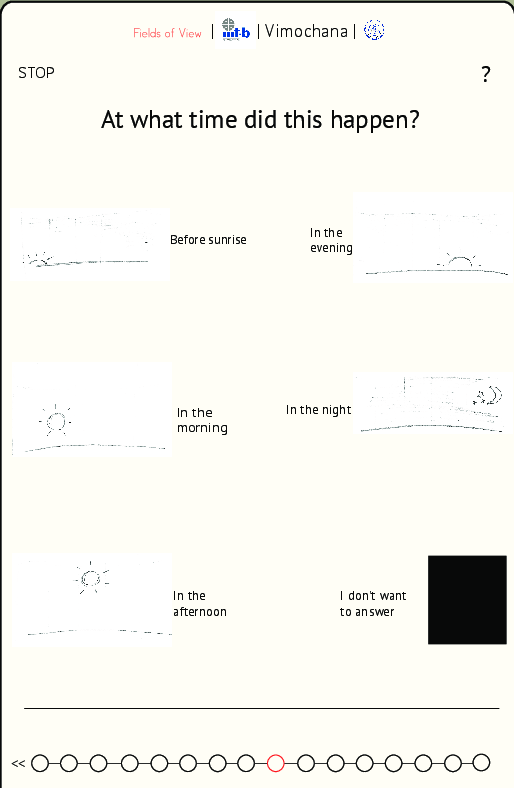 Fields of View | iiitb | Vimochana |
STOP
?
At what time did this happen?
Before sunrise
In the
evening
In the
morning
In the night
In the
afternoon
I don't want
to answer
<<